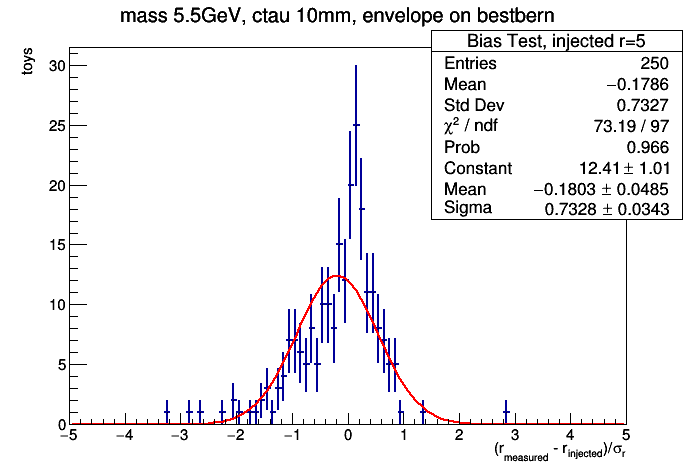 mass 5.5GeV, ctau 10mm, envelope on bestbern
Bias Test, injected r=5
Entries 250
Mean −0.1786
Std Dev 0.7327
χ² / ndf 73.19 / 97
Prob 0.966
Constant 12.41 ± 1.01
Mean −0.1803 ± 0.0485
Sigma 0.7328 ± 0.0343
toys
30
25
20
15
10
5
0
−5 −4 −3 −2 −1 0 1 2 3 4 5
(r_measured - r_injected)/σ_r